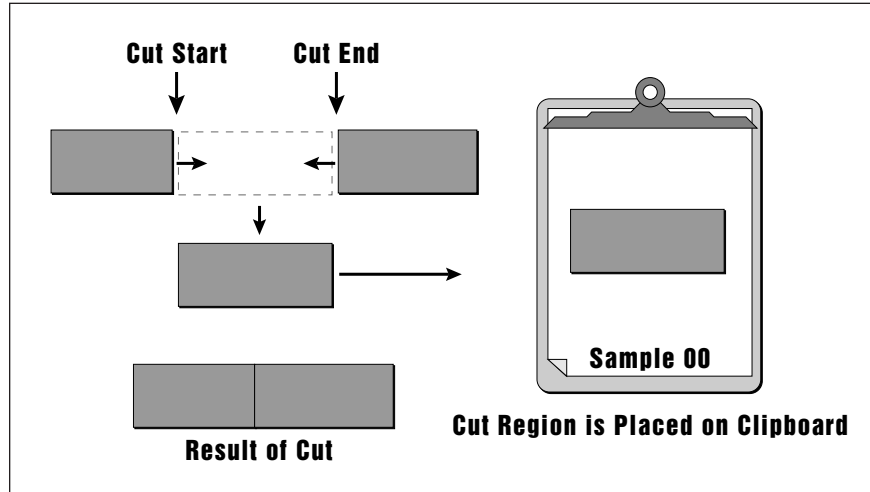 Cut Start
Cut End
Sample 00
Result of Cut
Cut Region is Placed on Clipboard